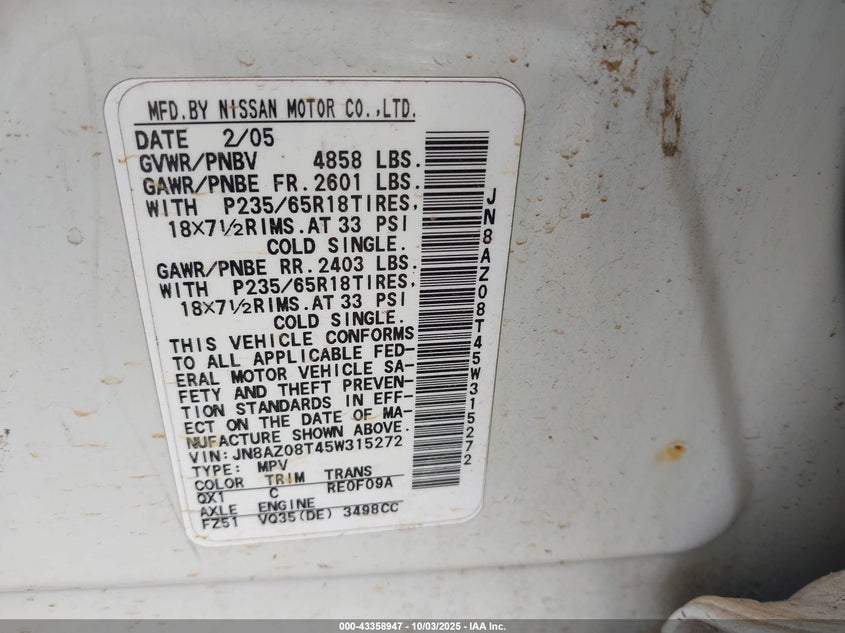 MFD.BY NISSAN MOTOR CO.,LTD.
DATE 2/05
GVWR/PNBV 4858 LBS.
GAWR/PNBE FR.2601 LBS.
WITH P235/65R18TIRES,
18×7½RIMS.AT 33 PSI
COLD SINGLE.
GAWR/PNBE RR.2403 LBS.
WITH P235/65R18TIRES,
18×7½RIMS.AT 33 PSI
COLD SINGLE.
THIS VEHICLE CONFORMS
TO ALL APPLICABLE FED-
ERAL MOTOR VEHICLE SA-
FETY AND THEFT PREVEN-
TION STANDARDS IN EFF-
ECT ON THE DATE OF MA-
NUFACTURE SHOWN ABOVE.
VIN:JN8AZ08T45W315272
TYPE: MPV
COLOR TRIM TRANS
QX1 C RE0F09A
AXLE ENGINE
FZ51 VQ35(DE) 3498CC
JN8AZ08T45W315272
000-43358947 | 10/03/2025 - IAA Inc.